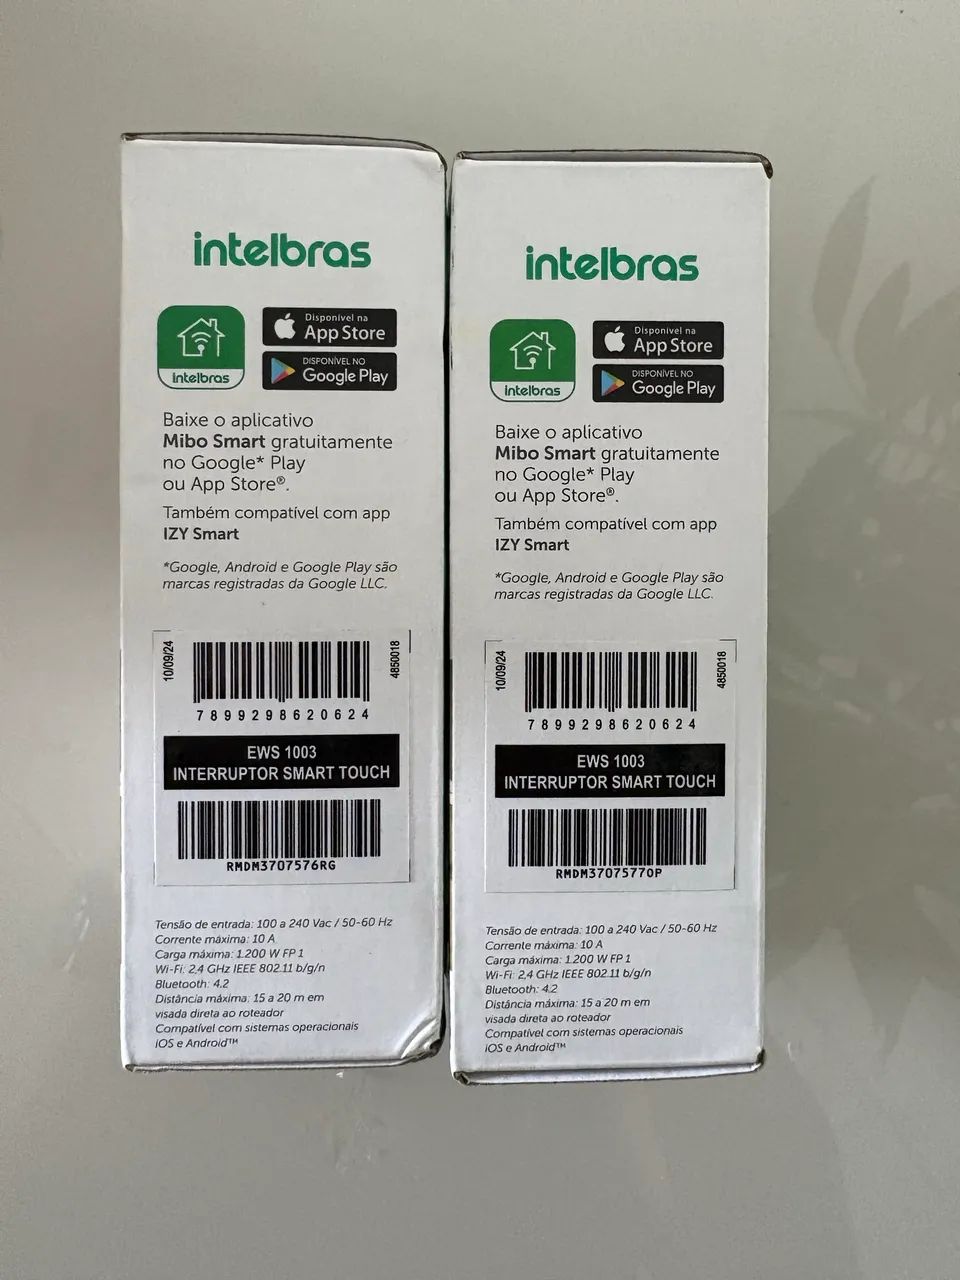 intelbras
Disponível na
App Store
DISPONÍVEL NO
Google Play
intelbras
Baixe o aplicativo
Mibo Smart gratuitamente
no Google* Play
ou App Store®.
Também compatível com app
IZY Smart
*Google, Android e Google Play são
marcas registradas da Google LLC.
10/09/24
4850018
7899298620624
EWS 1003
INTERRUPTOR SMART TOUCH
RMDM3707576RG
Tensão de entrada: 100 a 240 Vac / 50-60 Hz
Corrente máxima: 10 A
Carga máxima: 1.200 W FP 1
Wi-Fi: 2,4 GHz IEEE 802.11 b/g/n
Bluetooth: 4.2
Distância máxima: 15 a 20 m em
visada direta ao roteador
Compatível com sistemas operacionais
iOS e Android™
intelbras
Disponível na
App Store
DISPONÍVEL NO
Google Play
intelbras
Baixe o aplicativo
Mibo Smart gratuitamente
no Google* Play
ou App Store®.
Também compatível com app
IZY Smart
*Google, Android e Google Play são
marcas registradas da Google LLC.
10/09/24
4850018
7899298620624
EWS 1003
INTERRUPTOR SMART TOUCH
RMDM3707577OP
Tensão de entrada: 100 a 240 Vac / 50-60 Hz
Corrente máxima: 10 A
Carga máxima: 1.200 W FP 1
Wi-Fi: 2,4 GHz IEEE 802.11 b/g/n
Bluetooth: 4.2
Distância máxima: 15 a 20 m em
visada direta ao roteador
Compatível com sistemas operacionais
iOS e Android™